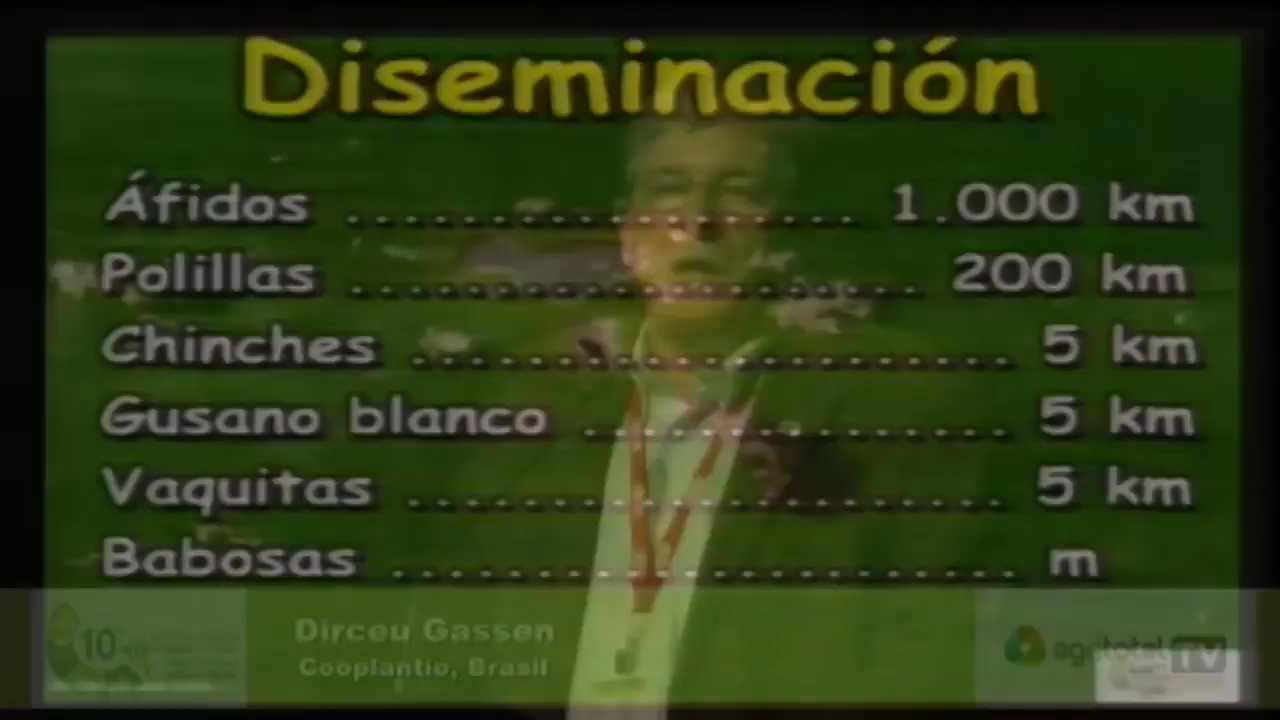 Diseminación
Áfidos .................. 1.000 km
Polillas .................... 200 km
Chinches ..................... 5 km
Gusano blanco ............... 5 km
Vaquitas ..................... 5 km
Babosas ...................... m
10
Dirceu Gassen
Cooplantio, Brasil
agritotal TV